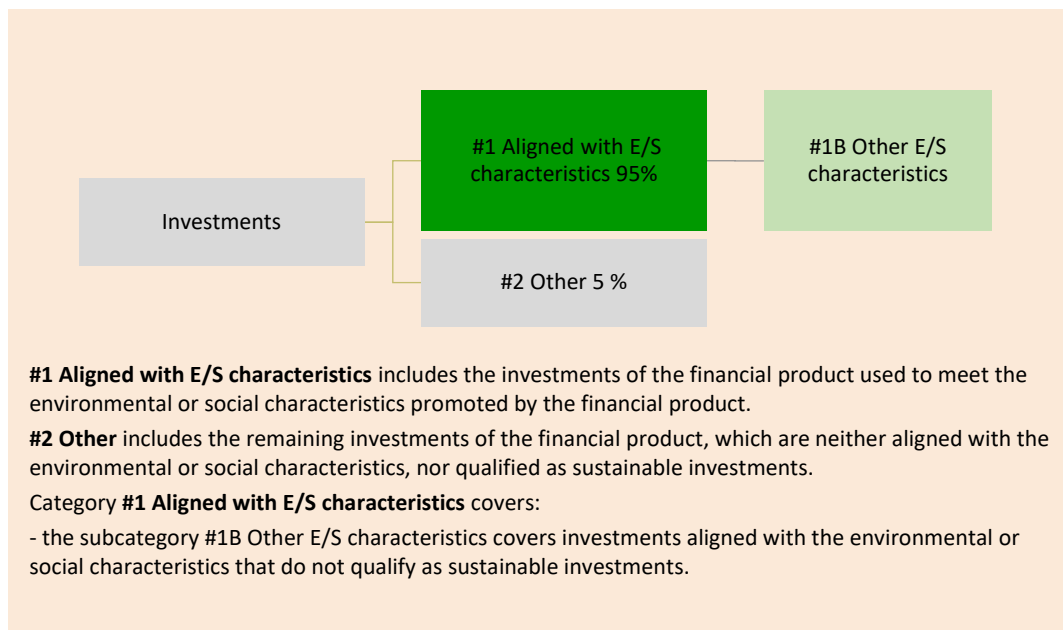 #1 Aligned with E/S
characteristics 95%
#1B Other E/S
characteristics
Investments
#2 Other 5 %
#1 Aligned with E/S characteristics includes the investments of the financial product used to meet the
environmental or social characteristics promoted by the financial product.
#2 Other includes the remaining investments of the financial product, which are neither aligned with the
environmental or social characteristics, nor qualified as sustainable investments.
Category #1 Aligned with E/S characteristics covers:
- the subcategory #1B Other E/S characteristics covers investments aligned with the environmental or
social characteristics that do not qualify as sustainable investments.